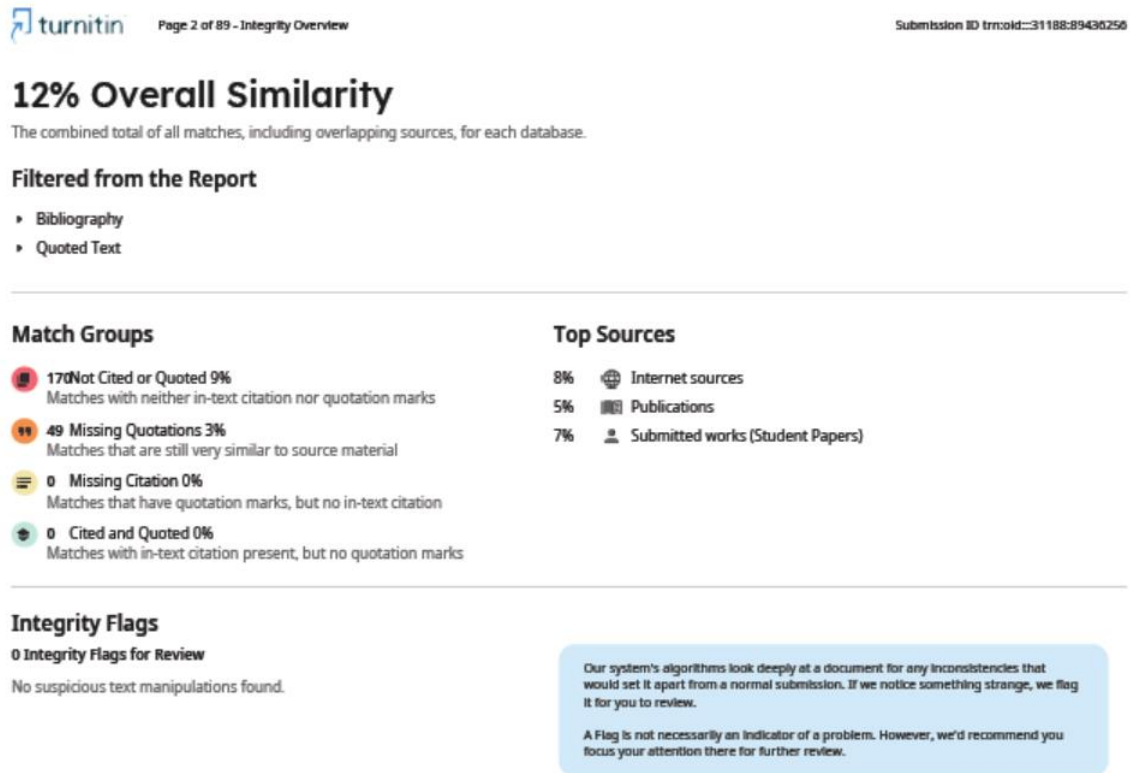 turnitin Page 2 of 89 - Integrity Overview Submission ID trn:oid:::31188:89436256
12% Overall Similarity
The combined total of all matches, including overlapping sources, for each database.
Filtered from the Report
Bibliography
Quoted Text
Match Groups
170Not Cited or Quoted 9%
Matches with neither in-text citation nor quotation marks
49 Missing Quotations 3%
Matches that are still very similar to source material
0 Missing Citation 0%
Matches that have quotation marks, but no in-text citation
0 Cited and Quoted 0%
Matches with in-text citation present, but no quotation marks
Top Sources
8% Internet sources
5% Publications
7% Submitted works (Student Papers)
Integrity Flags
0 Integrity Flags for Review
No suspicious text manipulations found.
Our system's algorithms look deeply at a document for any inconsistencies that
would set it apart from a normal submission. If we notice something strange, we flag
it for you to review.
A Flag is not necessarily an indicator of a problem. However, we'd recommend you
focus your attention there for further review.